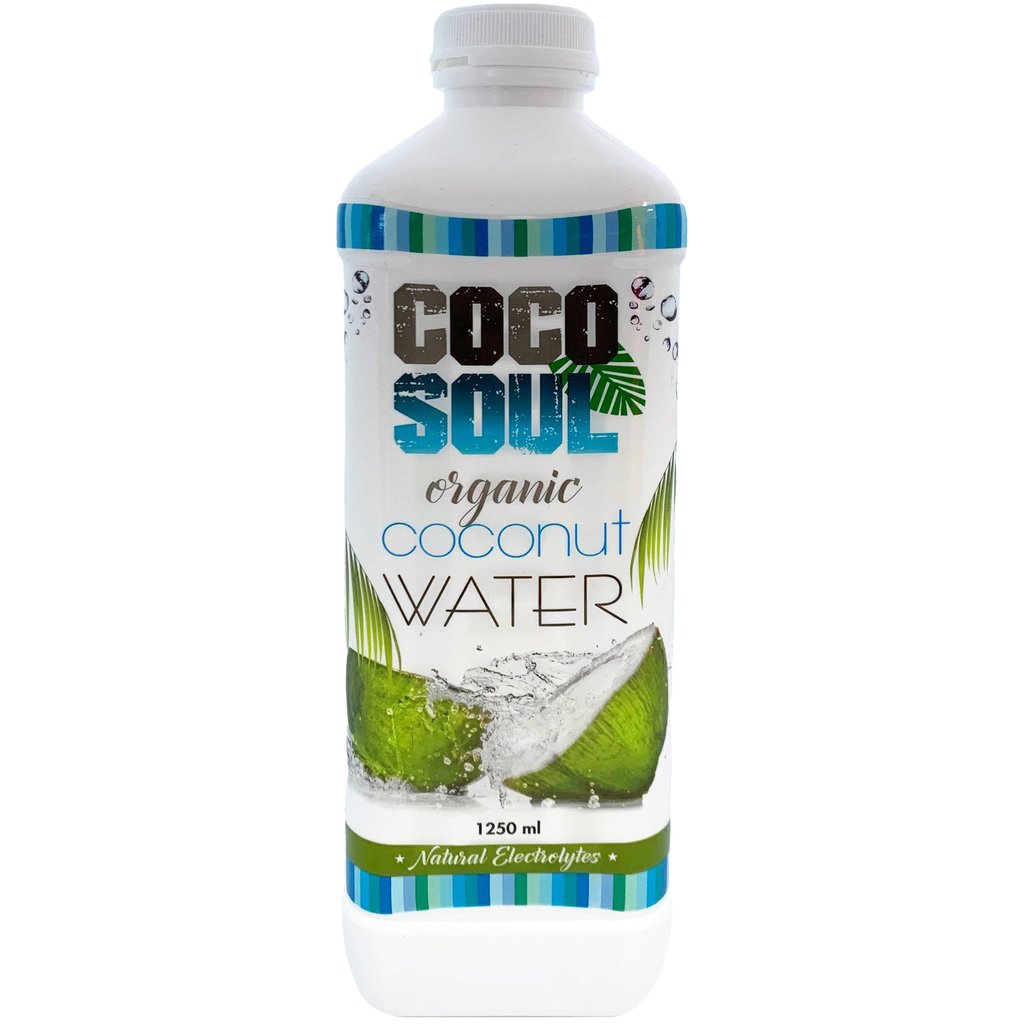 COCO
SOUL
organic
coconut
WATER
1250 ml
★ Natural Electrolytes ★